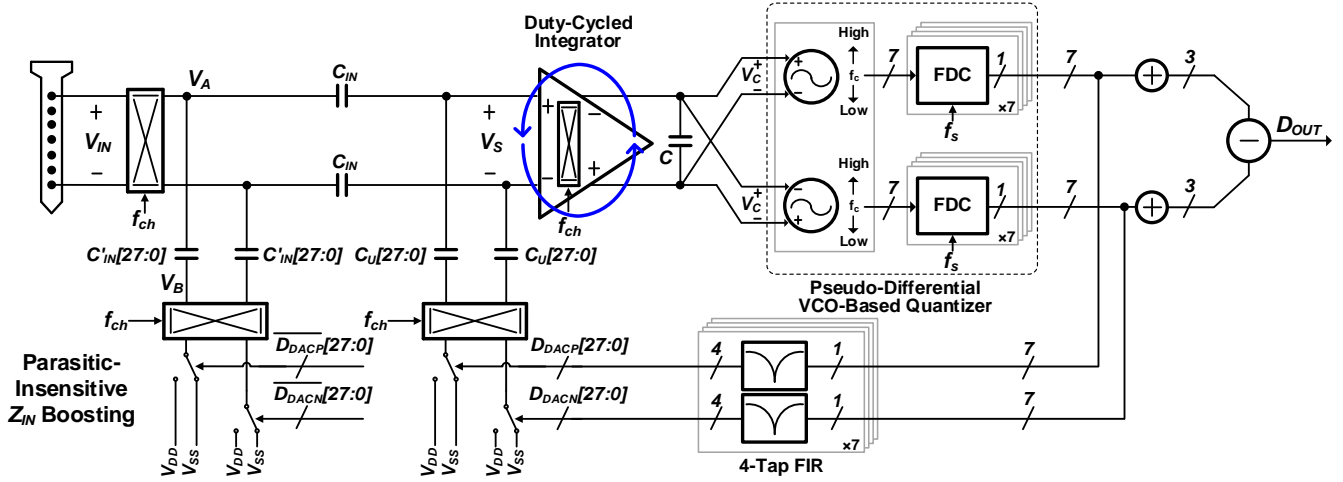 Duty-Cycled
Integrator
V_A
C_IN
V_IN
+
−
f_ch
C_IN
V_S
+
−
+
−
−
+
f_ch
C
V_C
+
−
V_C
+
−
+
−
−
+
High
f_c
Low
High
f_c
Low
7
FDC
1
×7
f_s
7
3
7
FDC
1
×7
f_s
7
3
+
+
−
D_OUT
Pseudo-Differential
VCO-Based Quantizer
C'_IN[27:0]
C'_IN[27:0]
C_U[27:0]
C_U[27:0]
V_B
f_ch
f_ch
Parasitic-
Insensitive
Z_IN Boosting
D_DACP[27:0]
D_DACN[27:0]
D_DACP[27:0]
D_DACN[27:0]
V_DD
V_SS
V_DD
V_SS
V_DD
V_SS
V_DD
V_SS
4
1
7
4
1
7
×7
4-Tap FIR